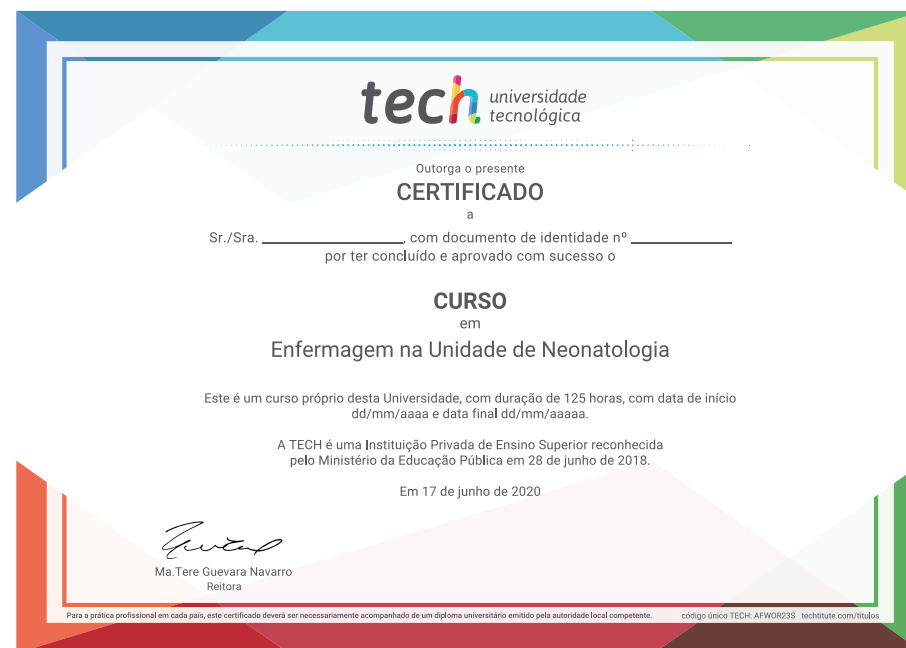 tech universidade
tecnológica
Outorga o presente
CERTIFICADO
a
Sr./Sra. ________________, com documento de identidade nº ____________
por ter concluído e aprovado com sucesso o
CURSO
em
Enfermagem na Unidade de Neonatologia
Este é um curso próprio desta Universidade, com duração de 125 horas, com data de início
dd/mm/aaaa e data final dd/mm/aaaaa.
A TECH é uma Instituição Privada de Ensino Superior reconhecida
pelo Ministério da Educação Pública em 28 de junho de 2018.
Em 17 de junho de 2020
Ma.Tere Guevara Navarro
Reitora
Para a prática profissional em cada país, este certificado deverá ser necessariamente acompanhado de um diploma universitário emitido pela autoridade local competente. código único TECH: AFWOR23S techtitute.com/titulos